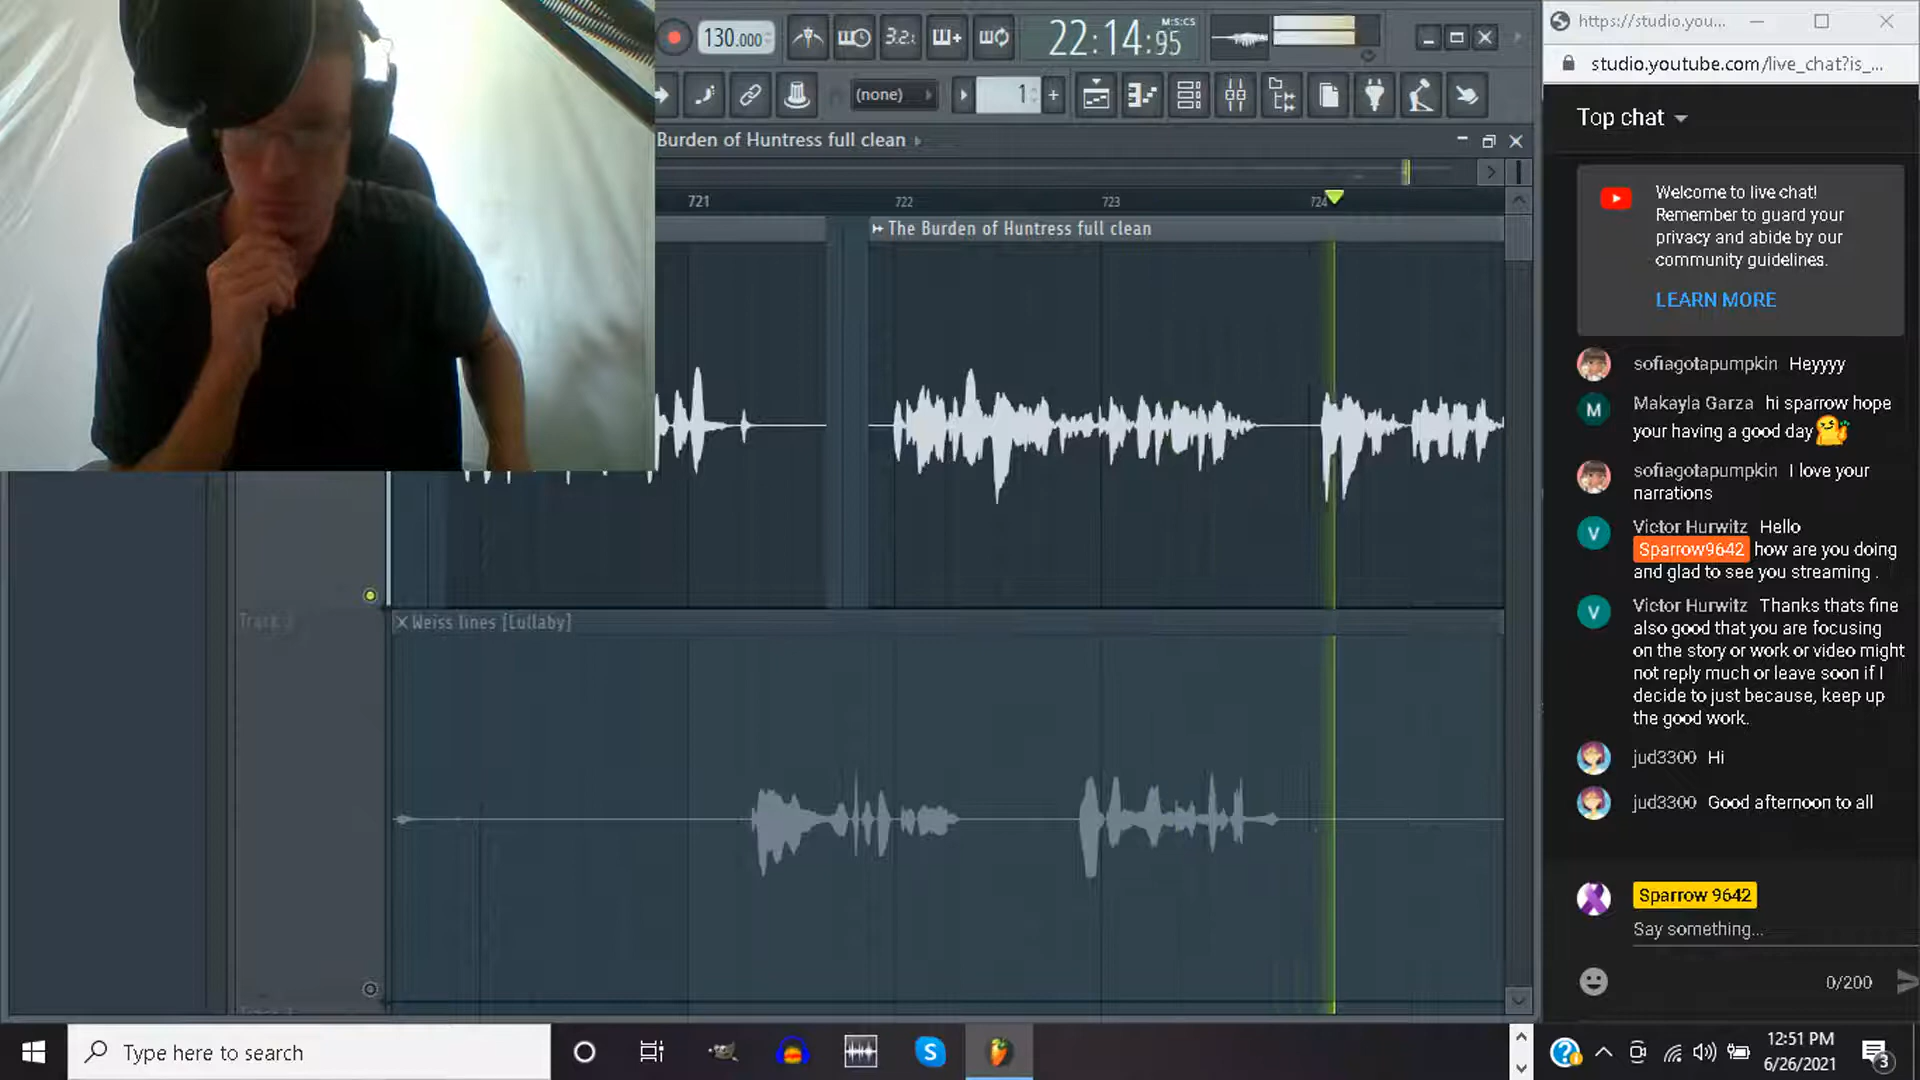 130.000
3.2:
22:14:95
M:S:CS
(none)
1
Burden of Huntress full clean
721
722
723
724
The Burden of Huntress full clean
Weiss lines [Lullaby]
https://studio.you...
studio.youtube.com/live_chat?is_...
Top chat
Welcome to live chat!
Remember to guard your
privacy and abide by our
community guidelines.
LEARN MORE
sofiagotapumpkin Heyyyy
M
Makayla Garza hi sparrow hope
your having a good day
sofiagotapumpkin I love your
narrations
V
Victor Hurwitz Hello
Sparrow9642 how are you doing
and glad to see you streaming .
V
Victor Hurwitz Thanks thats fine
also good that you are focusing
on the story or work or video might
not reply much or leave soon if I
decide to just because, keep up
the good work.
jud3300 Hi
jud3300 Good afternoon to all
Sparrow 9642
Say something...
0/200
Type here to search
12:51 PM
6/26/2021
3